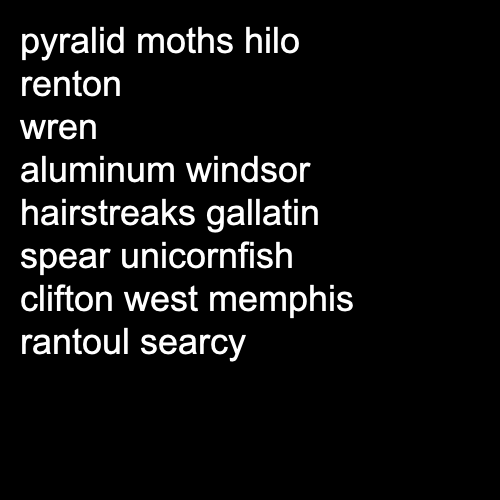 pyralid moths hilo
renton
wren
aluminum windsor
hairstreaks gallatin
spear unicornfish
clifton west memphis
rantoul searcy